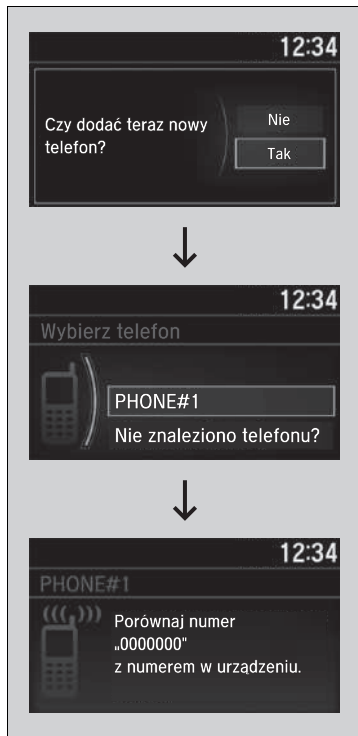 12:34
Czy dodać teraz nowy
telefon?
Nie
Tak
12:34
Wybierz telefon
PHONE#1
Nie znaleziono telefonu?
12:34
PHONE#1
Porównaj numer
„0000000"
z numerem w urządzeniu.